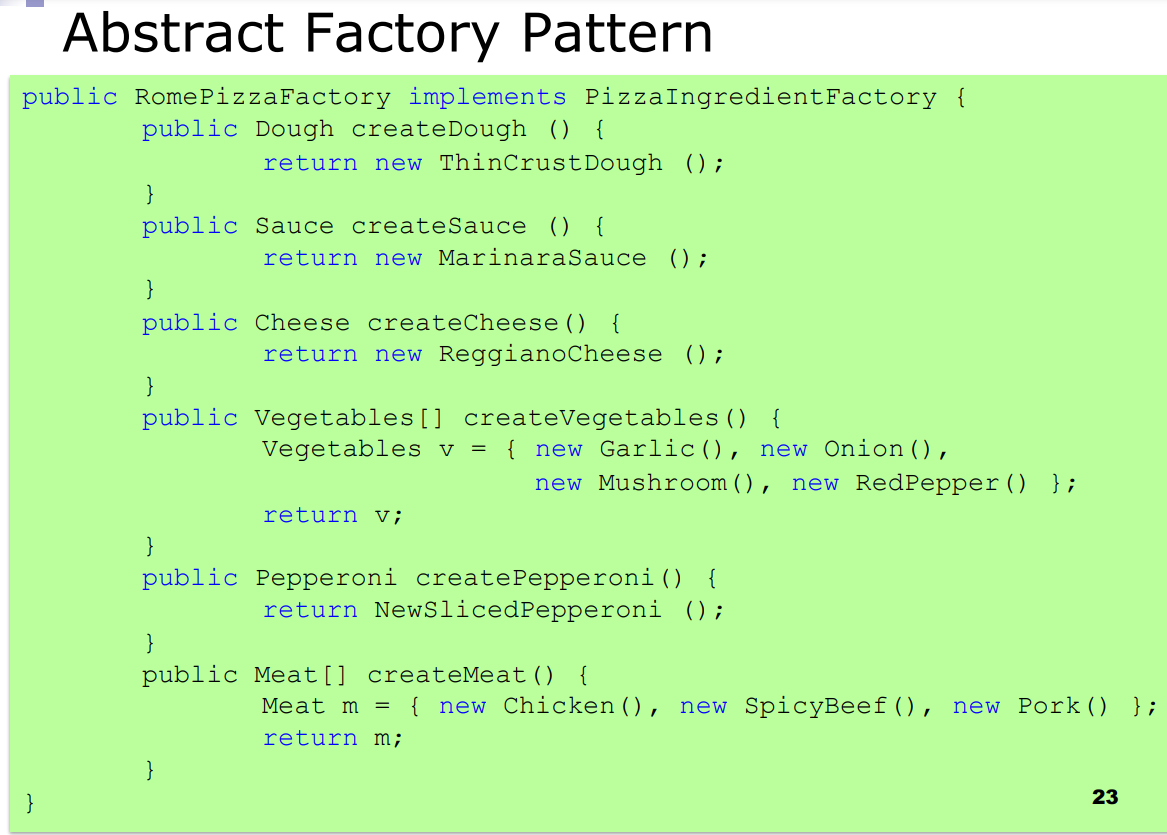 Abstract Factory Pattern
public RomePizzaFactory implements PizzaIngredientFactory {
public Dough createDough () {
return new ThinCrustDough ();
}
public Sauce createSauce () {
return new MarinaraSauce ();
}
public Cheese createCheese() {
return new ReggianoCheese ();
}
public Vegetables[] createVegetables() {
Vegetables v = { new Garlic(), new Onion(),
new Mushroom(), new RedPepper() };
return v;
}
public Pepperoni createPepperoni() {
return NewSlicedPepperoni ();
}
public Meat[] createMeat() {
Meat m = { new Chicken(), new SpicyBeef(), new Pork() };
return m;
}
}
23